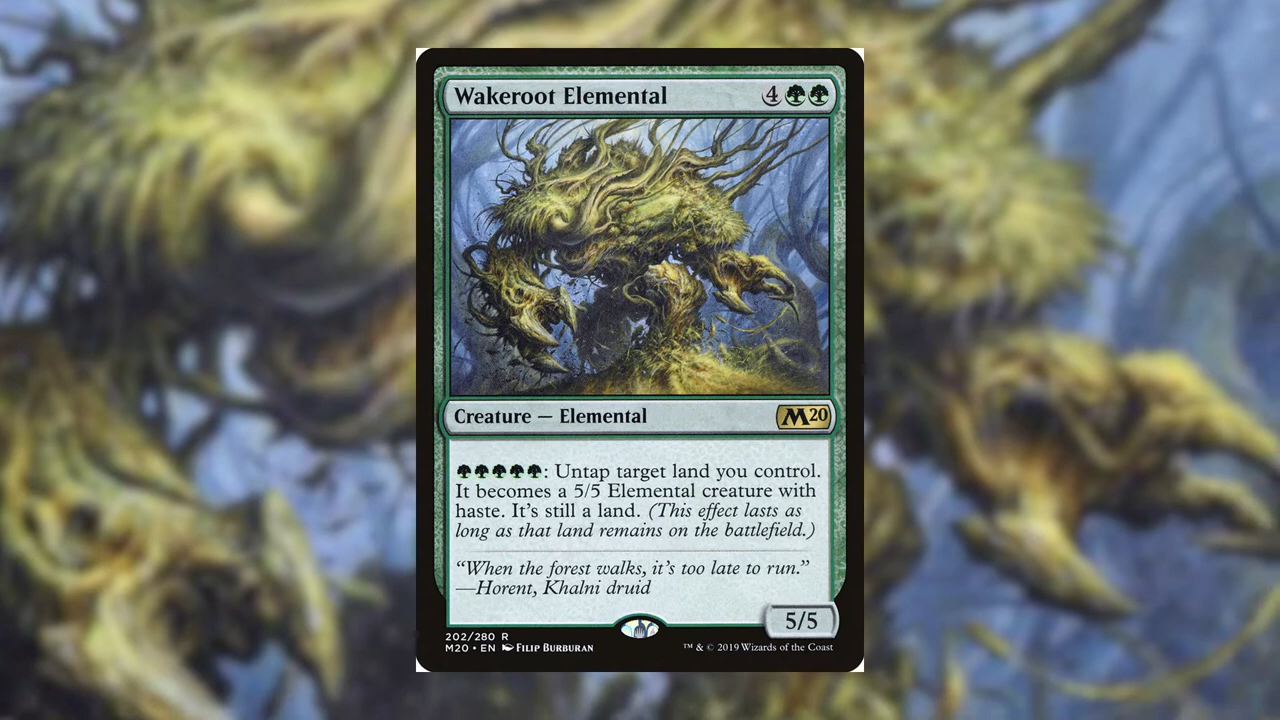 Wakeroot Elemental 4
Creature — Elemental M20
: Untap target land you control.
It becomes a 5/5 Elemental creature with
haste. It's still a land. (This effect lasts as
long as that land remains on the battlefield.)
"When the forest walks, it's too late to run."
—Horent, Khalni druid
5/5
202/280 R
M20 • EN Filip Burburan
™ & © 2019 Wizards of the Coast